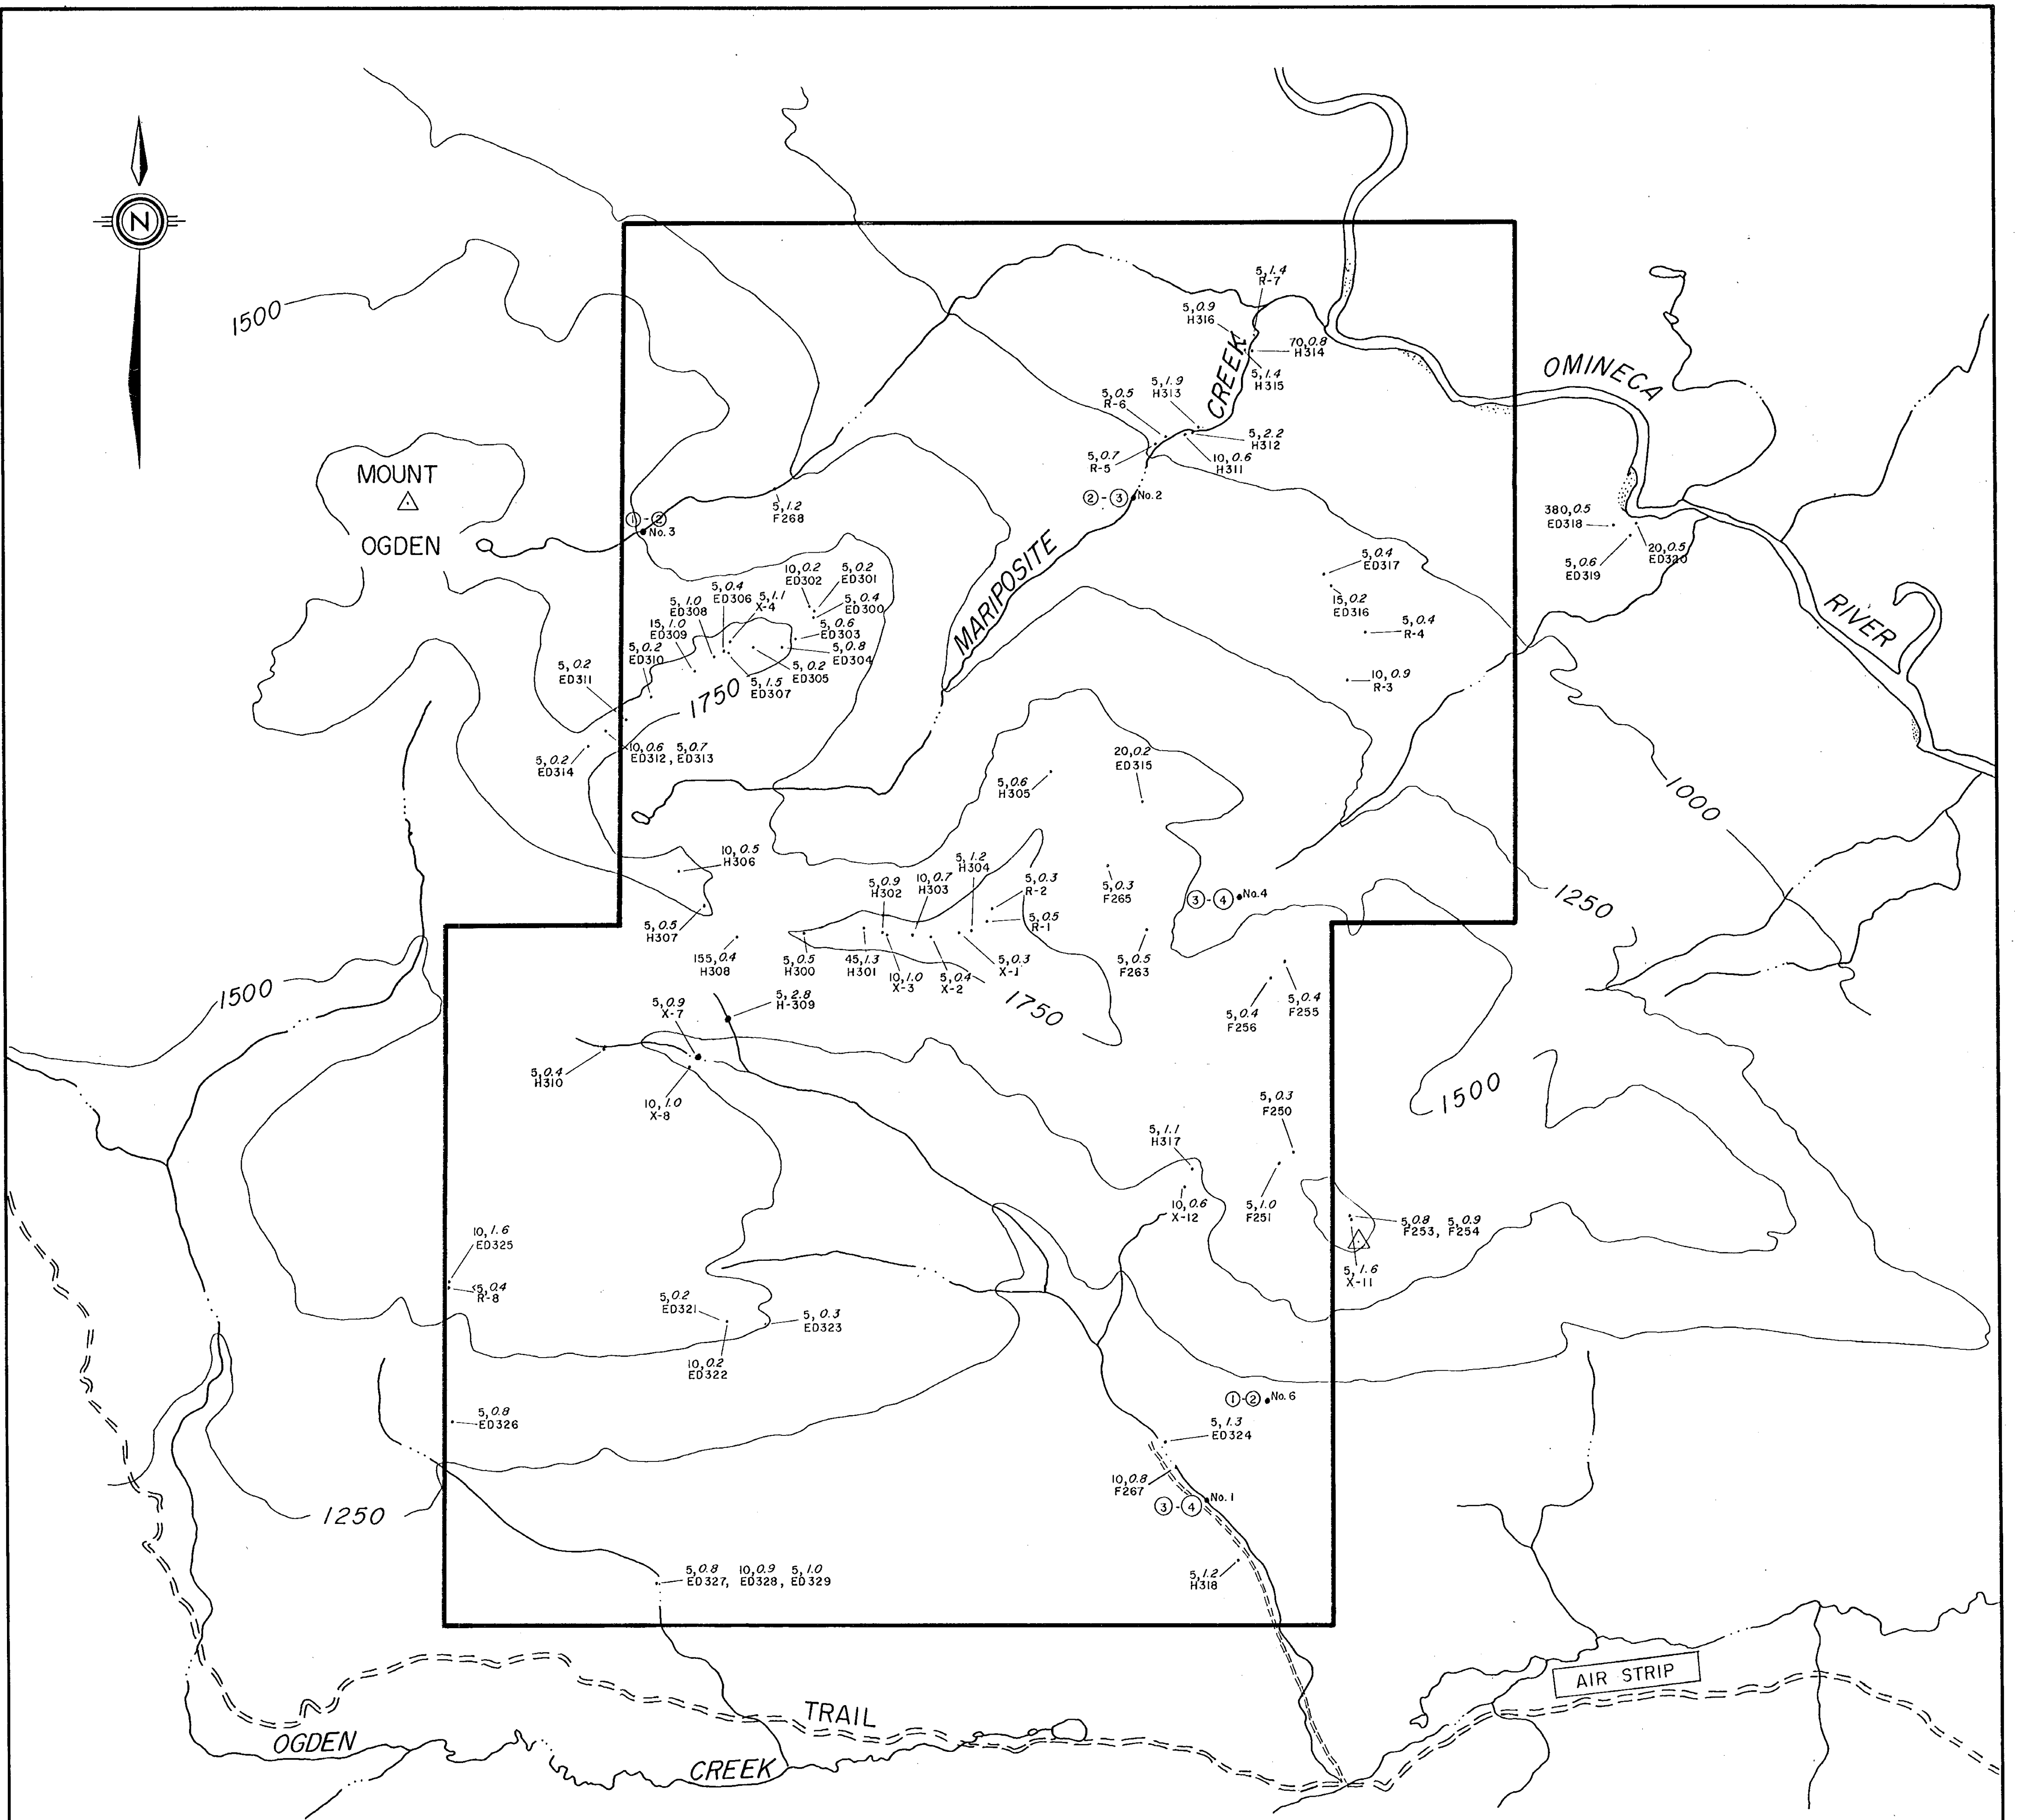 N
1500
MOUNT
OGDEN
5, 1.4
R-7
5, 0.9
H316
70, 0.8
H314
5, 1.4
H315
CREEK
5, 1.9
H313
5, 0.5
R-6
5, 2.2
H312
5, 0.7
R-5
10, 0.6
H311
② - ③ No. 2
OMINECA
RIVER
5, 1.2
F268
① - ②
No. 3
380, 0.5
ED318
20, 0.5
ED320
5, 0.6
ED319
MARIPOSITE
5, 0.4
ED317
15, 0.2
ED316
5, 0.4
R-4
10, 0.9
R-3
10, 0.2
ED302
5, 0.2
ED301
5, 0.4
ED300
5, 0.4
ED306
5, 1.1
X-4
5, 1.0
ED308
15, 1.0
ED309
5, 0.6
ED303
5, 0.8
ED304
5, 0.2
ED310
5, 0.2
ED305
5, 0.2
ED311
5, 1.5
ED307
1750
10, 0.6 5, 0.7
ED312, ED313
5, 0.2
ED314
20, 0.2
ED315
5, 0.6
H305
1000
10, 0.5
H306
5, 1.2
H304
5, 0.9
H302
10, 0.7
H303
5, 0.3
R-2
5, 0.3
F265
③ - ④ No. 4
1250
5, 0.5
R-1
5, 0.5
H307
155, 0.4
H308
5, 0.5
H300
45, 1.3
H301
10, 1.0
X-3
5, 0.4
X-2
5, 0.3
X-1
5, 0.5
F263
1500
1750
5, 2.8
H-309
5, 0.9
X-7
5, 0.4
F256
5, 0.4
F255
5, 0.4
H310
10, 1.0
X-8
1500
5, 0.3
F250
5, 1.1
H317
10, 0.6
X-12
5, 1.0
F251
5, 0.8 5, 0.9
F253, F254
5, 1.6
X-11
10, 1.6
ED325
<5, 0.4
R-8
5, 0.2
ED321
5, 0.3
ED323
10, 0.2
ED322
5, 0.8
ED326
① - ② No. 6
5, 1.3
ED324
10, 0.8
F267
No. 1
③ - ④
1250
5, 0.8 10, 0.9 5, 1.0
ED327, ED328, ED329
5, 1.2
H318
AIR STRIP
TRAIL
OGDEN
CREEK